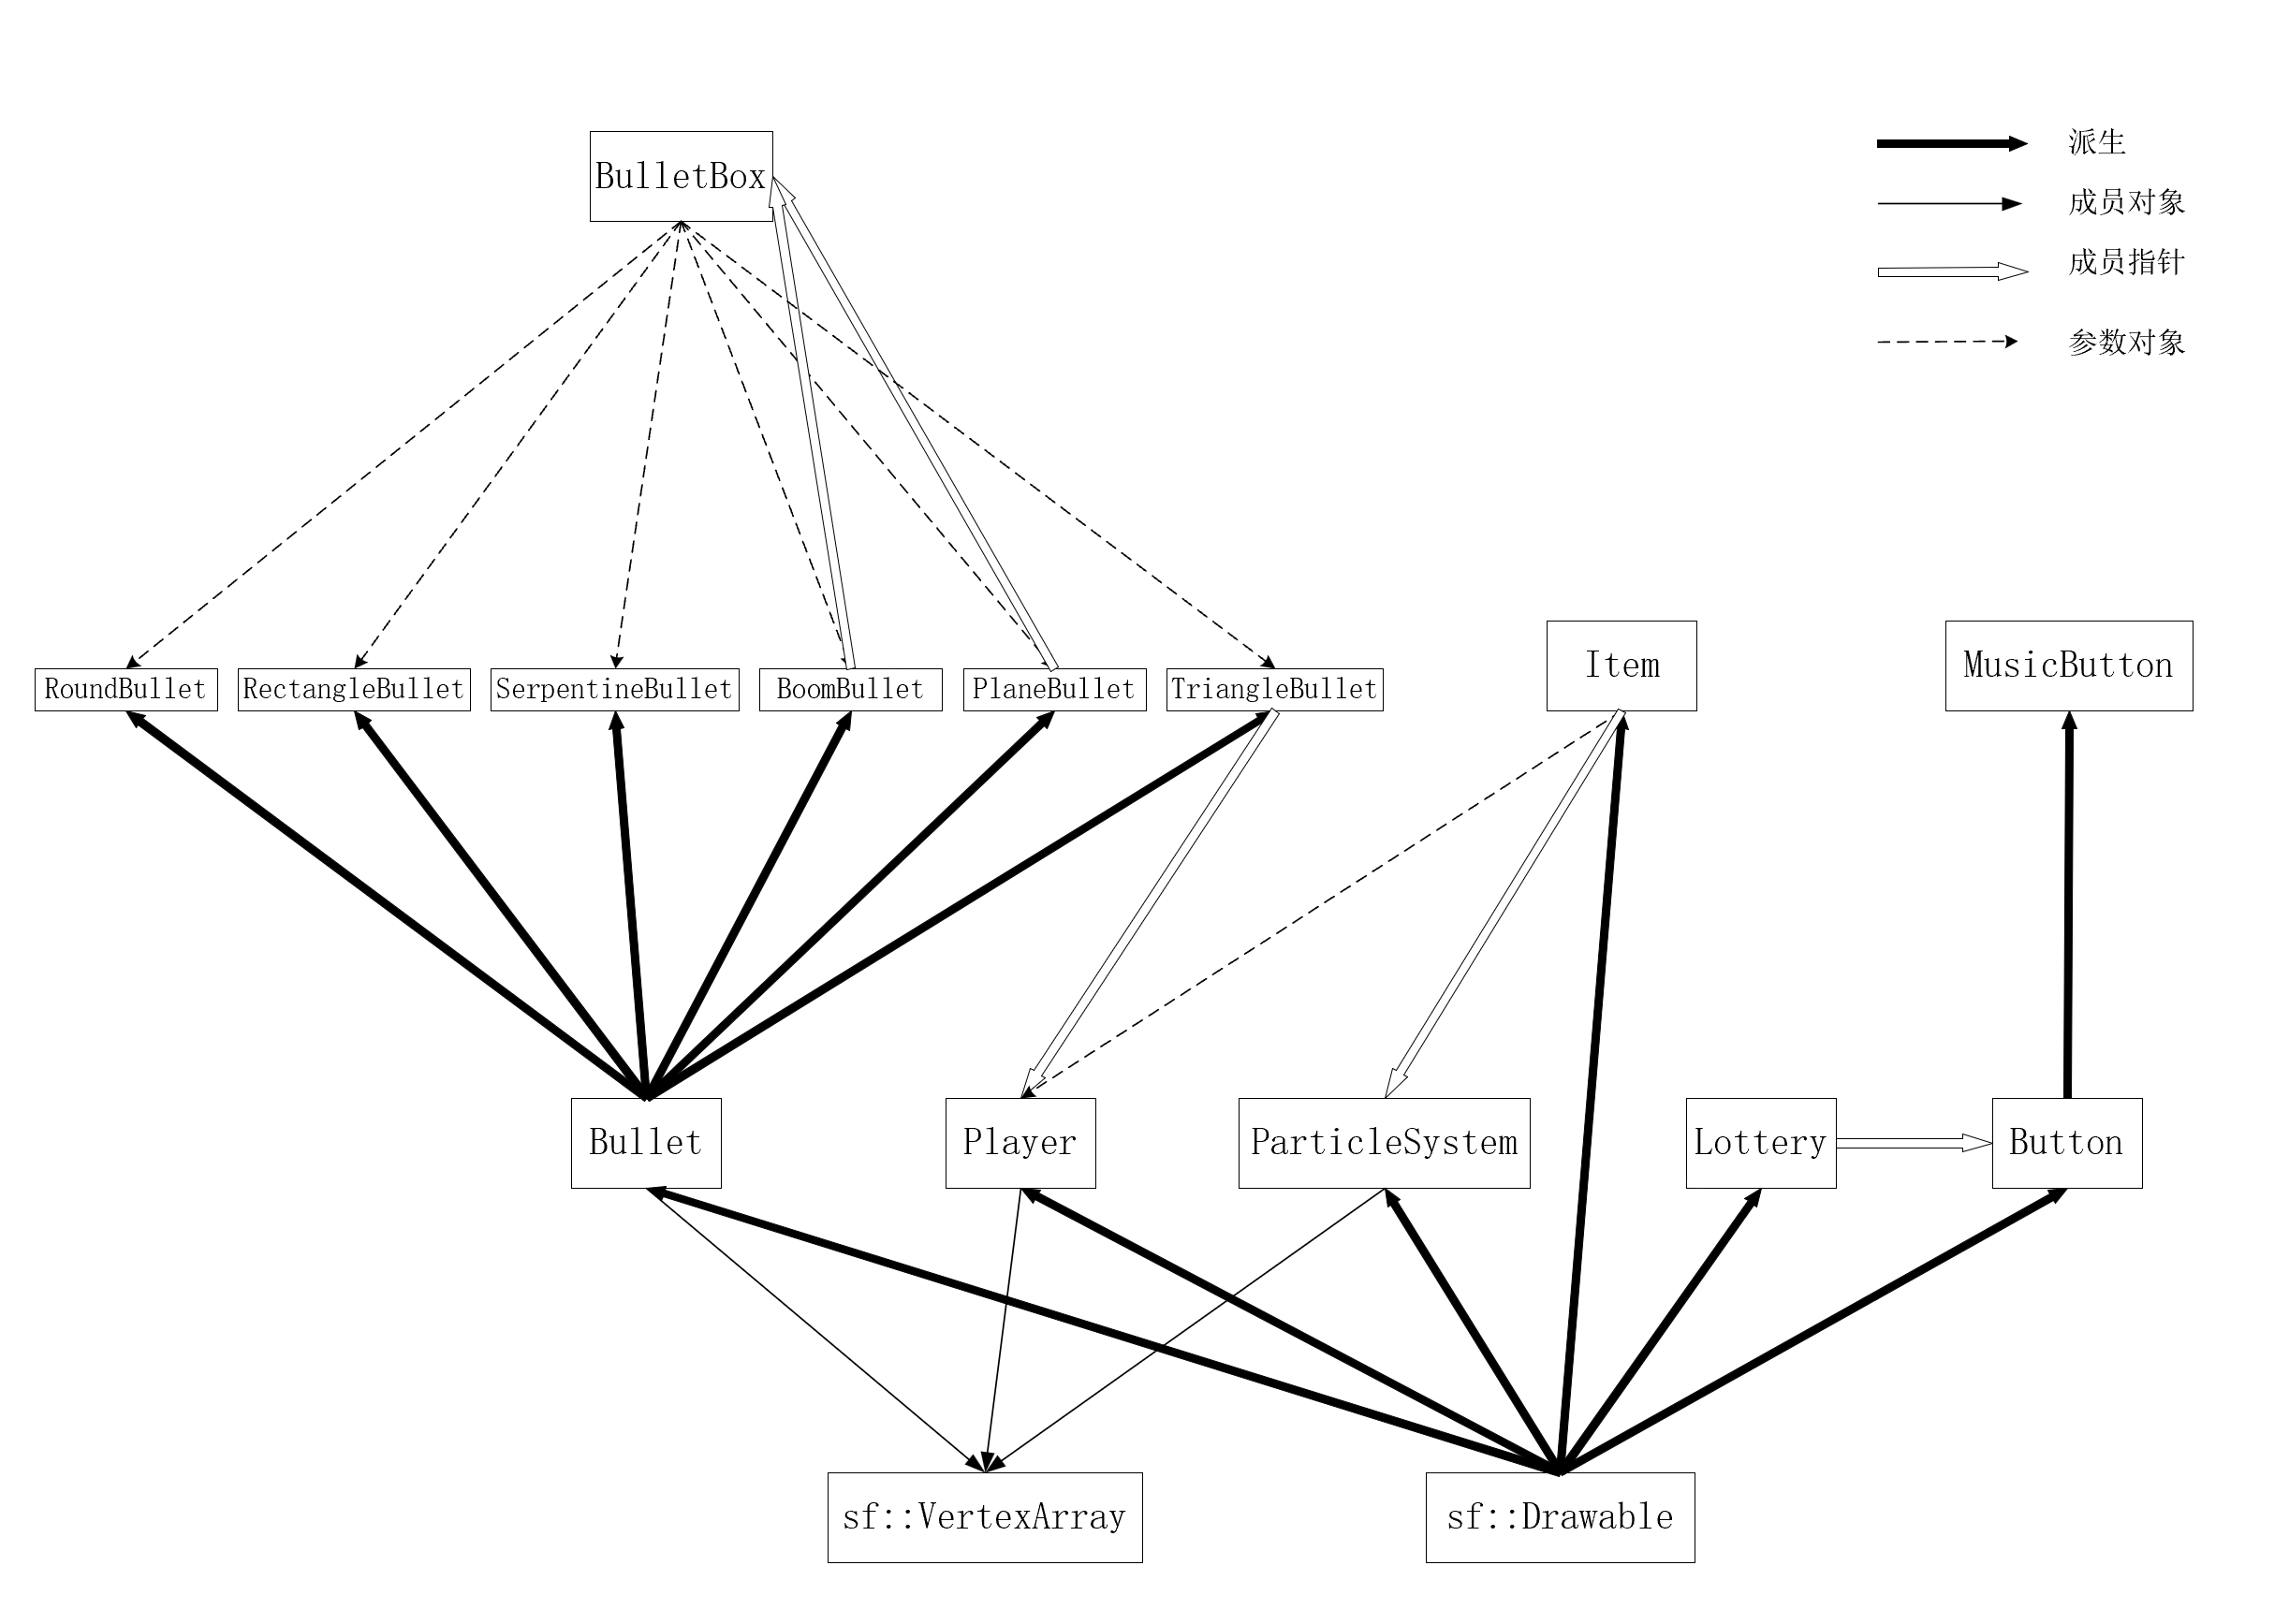 派生
BulletBox
成员对象
成员指针
参数对象
Item
MusicButton
RoundBullet
RectangleBullet
SerpentineBullet
BoomBullet
PlaneBullet
TriangleBullet
Bullet
Player
ParticleSystem
Lottery
Button
sf::VertexArray
sf::Drawable